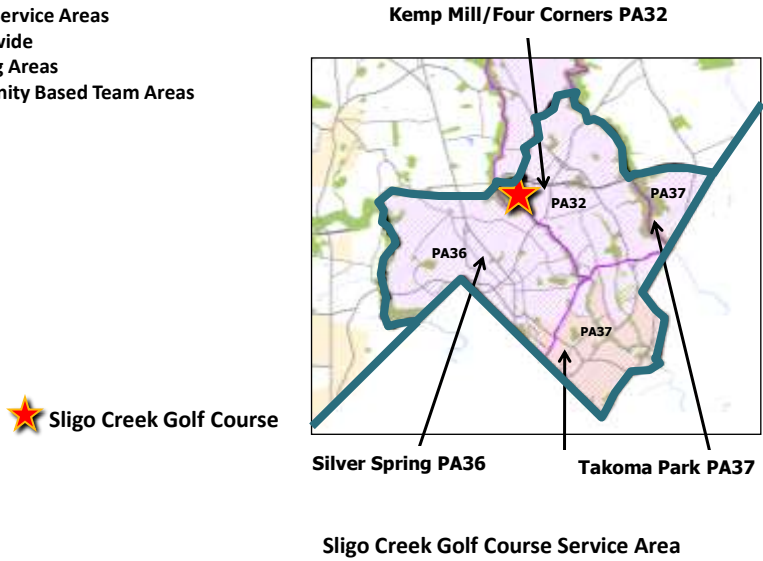 ervice Areas
Kemp Mill/Four Corners PA32
vide
g Areas
nity Based Team Areas
PA37
PA32
PA36
PA37
Sligo Creek Golf Course
Silver Spring PA36
Takoma Park PA37
Sligo Creek Golf Course Service Area